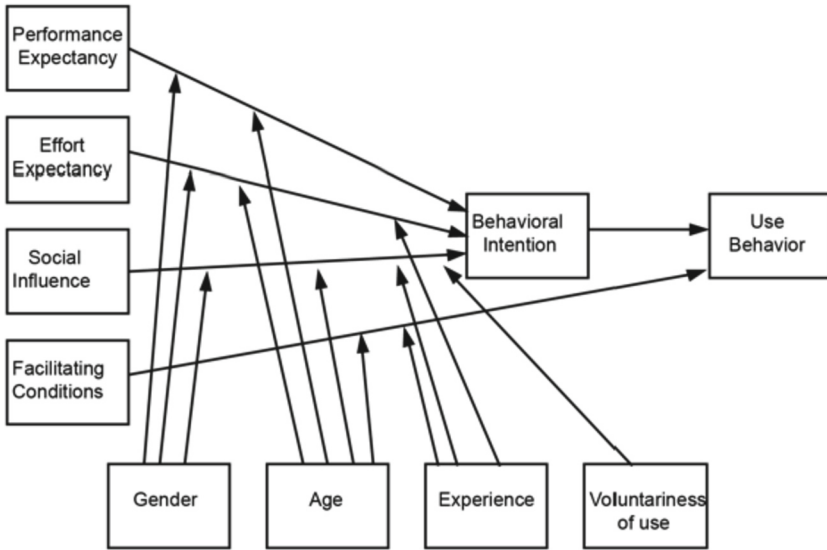 Performance
Expectancy
Effort
Expectancy
Social
Influence
Facilitating
Conditions
Behavioral
Intention
Use
Behavior
Gender
Age
Experience
Voluntariness
of use